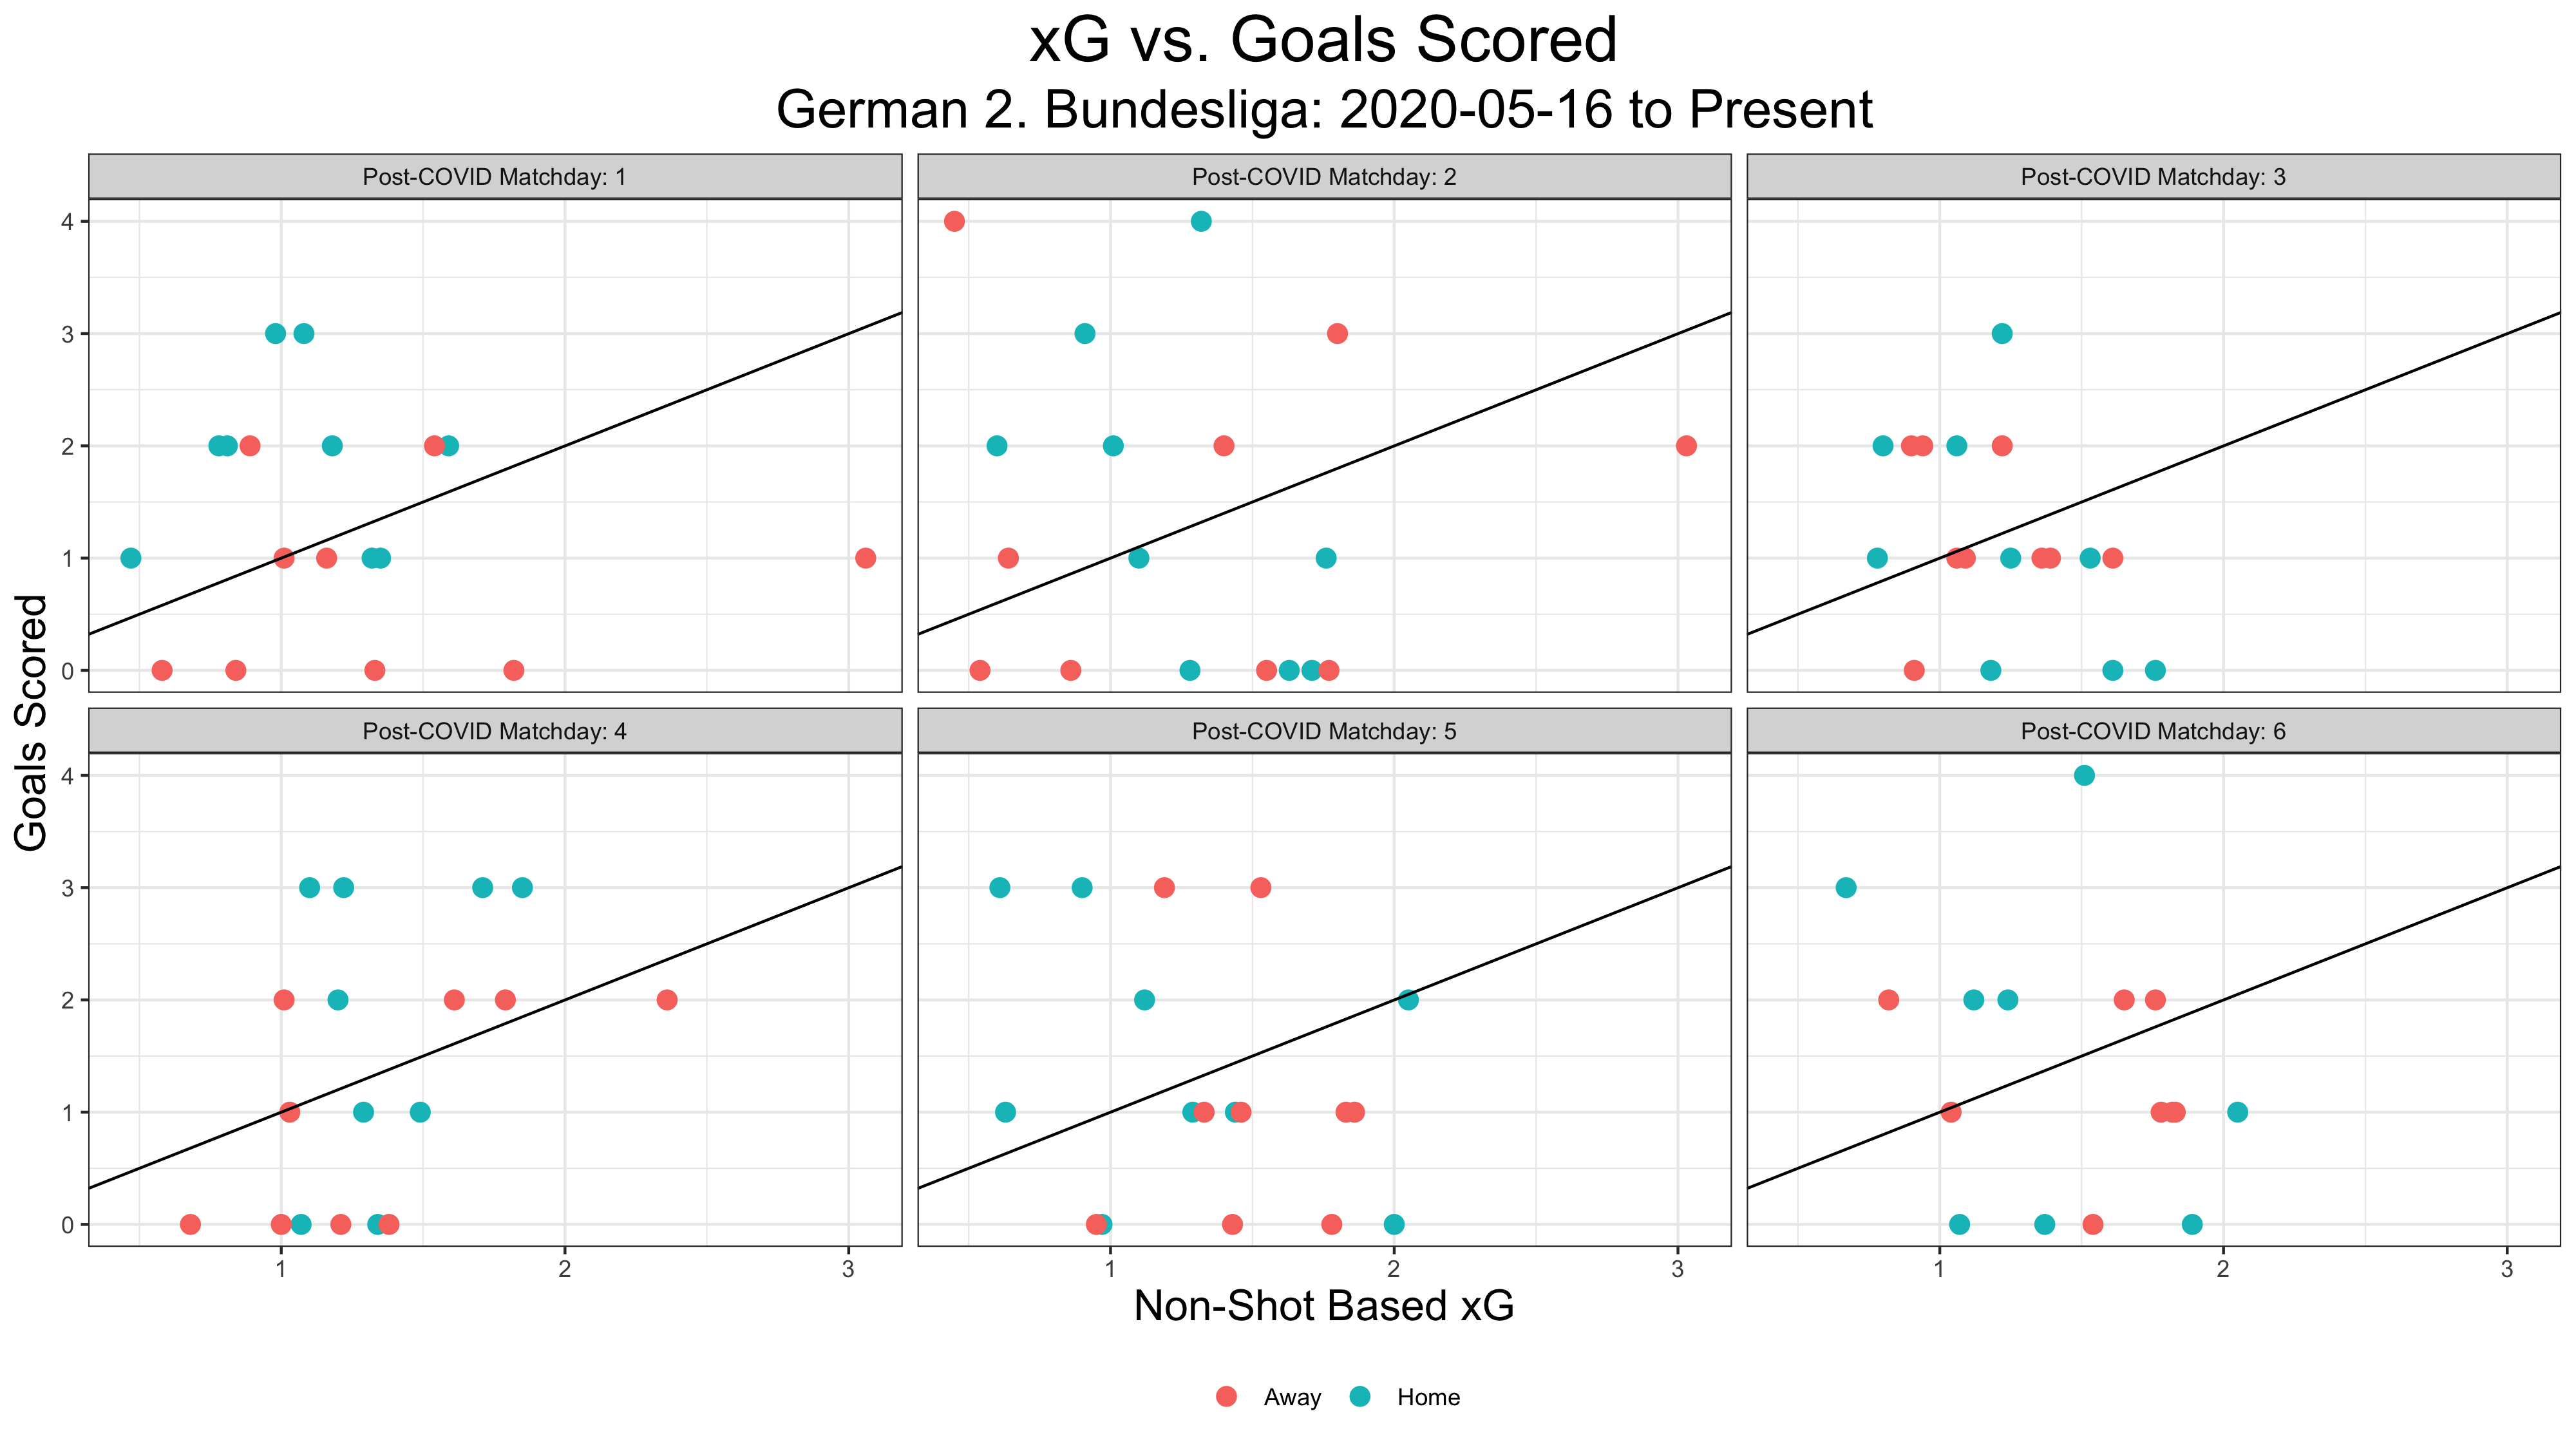 xG vs. Goals Scored
German 2. Bundesliga: 2020-05-16 to Present
Post-COVID Matchday: 1
Post-COVID Matchday: 2
Post-COVID Matchday: 3
4
3
2
1
0
Post-COVID Matchday: 4
Post-COVID Matchday: 5
Post-COVID Matchday: 6
4
3
2
1
0
Goals Scored
1 2 3
1 2 3
1 2 3
Non-Shot Based xG
Away Home